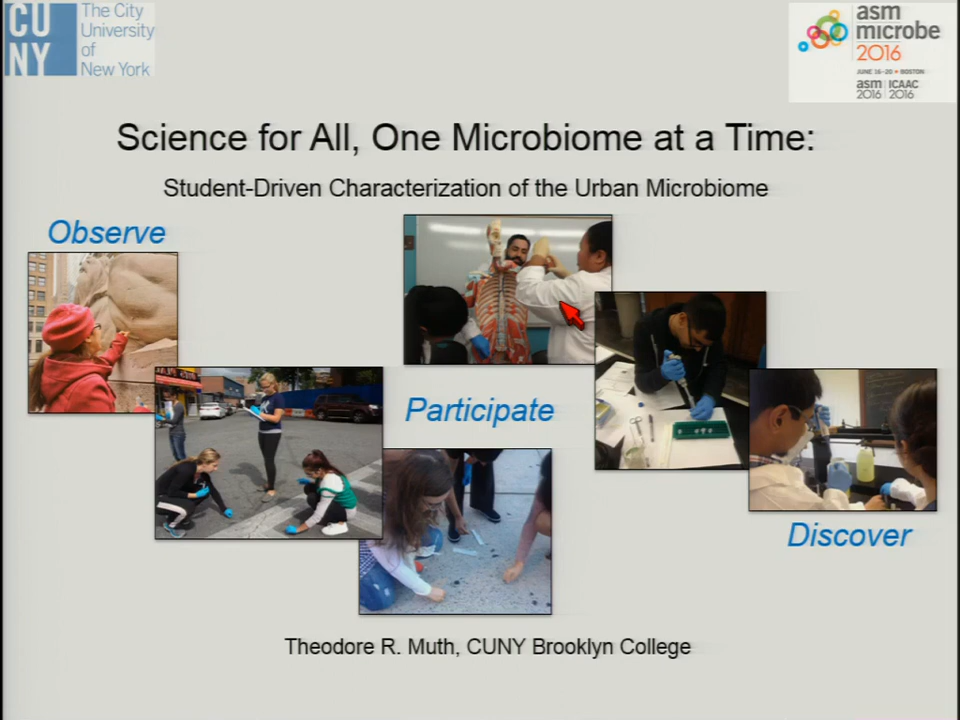 CU
NY
The City
University
of
New York
asm
microbe
2016
JUNE 16-20 • BOSTON
asm ICAAC
2016 2016
Science for All, One Microbiome at a Time:
Student-Driven Characterization of the Urban Microbiome
Observe
Participate
Discover
Theodore R. Muth, CUNY Brooklyn College